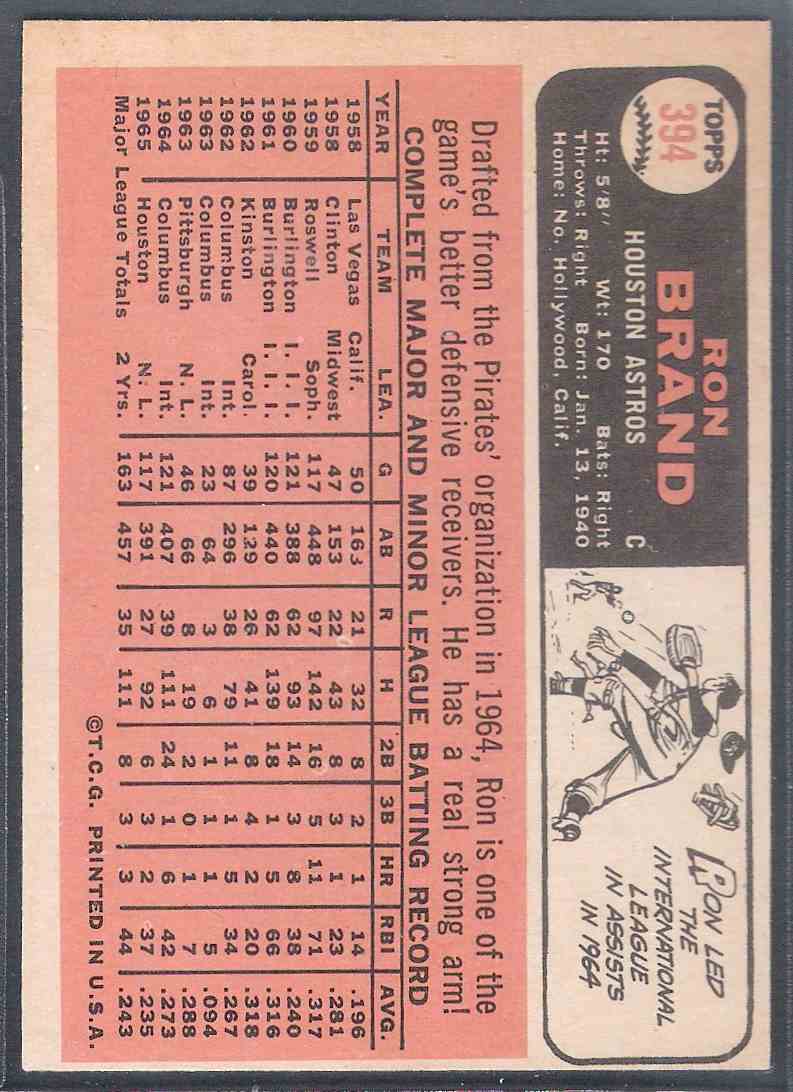 TOPPS
394
RON
BRAND
HOUSTON ASTROS C
Ht: 5/8" Wt: 170 Bats: Right
Throws: Right Born: Jan. 13, 1940
Home: No. Hollywood, Calif.
RON LED
THE
INTERNATIONAL
LEAGUE
IN ASSISTS
IN 1964
Drafted from the Pirates' organization in 1964, Ron is one of the
game's better defensive receivers. He has a real strong arm!
COMPLETE MAJOR AND MINOR LEAGUE BATTING RECORD
YEAR TEAM LEA. G AB R H 2B 3B HR RBI AVG.
1958 Las Vegas Calif. 50 163 21 32 8 2 1 14 .196
1958 Clinton Midwest 47 153 22 43 8 3 1 23 .281
1959 Roswell Soph. 117 448 97 142 16 5 11 71 .317
1960 Burlington I. I. I. 121 388 62 93 14 3 8 38 .240
1961 Burlington I. I. I. 120 440 62 139 18 1 5 66 .316
1962 Kinston Carol. 39 129 26 41 8 4 2 20 .318
1962 Columbus Int. 87 296 38 79 11 1 5 34 .267
1963 Columbus Int. 23 64 3 6 1 1 1 5 .094
1963 Pittsburgh N. L. 46 66 8 19 2 0 1 7 .288
1964 Columbus Int. 121 407 39 111 24 1 6 42 .273
1965 Houston N. L. 117 391 27 92 6 3 2 37 .235
Major League Totals 2 Yrs. 163 457 35 111 8 3 3 44 .243
©T.C.G. PRINTED IN U.S.A.